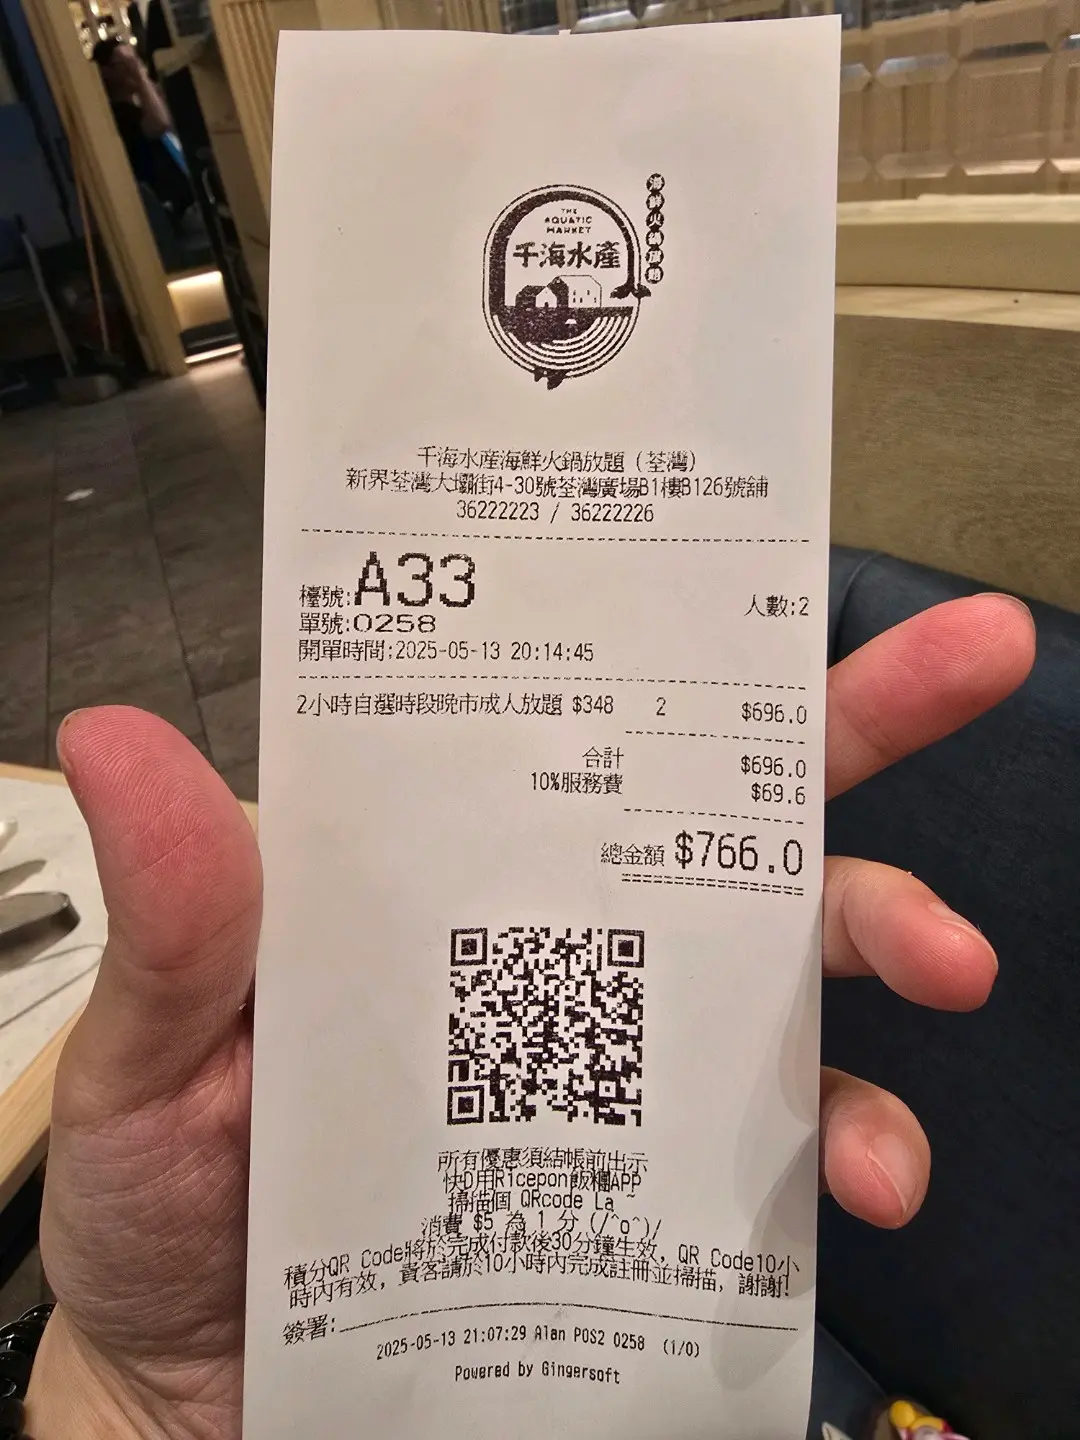 THE
AQUATIC
MARKET
千海水產
海鮮火鍋放題
千海水産海鮮火鍋放題（荃灣）
新界荃灣大壩街4-30號荃灣廣場B1樓B126號舖
36222223 / 36222226
檯號:A33
人數:2
單號:0258
開單時間:2025-05-13 20:14:45
2小時自選時段晚市成人放題 $348 2 $696.0
合計 $696.0
10%服務費 $69.6
總金額 $766.0
所有優惠須結帳前出示
快D用Ricepon飯糰APP
掃描個 QRcode La ~
消費 $5 為 1 分 (/^o^)/
積分QR Code將於完成付款後30分鐘生效, QR Code10小
時內有效, 貴客請於10小時內完成註冊並掃描, 謝謝!
簽署:
2025-05-13 21:07:29 Alan POS2 0258 (1/0)
Powered by Gingersoft